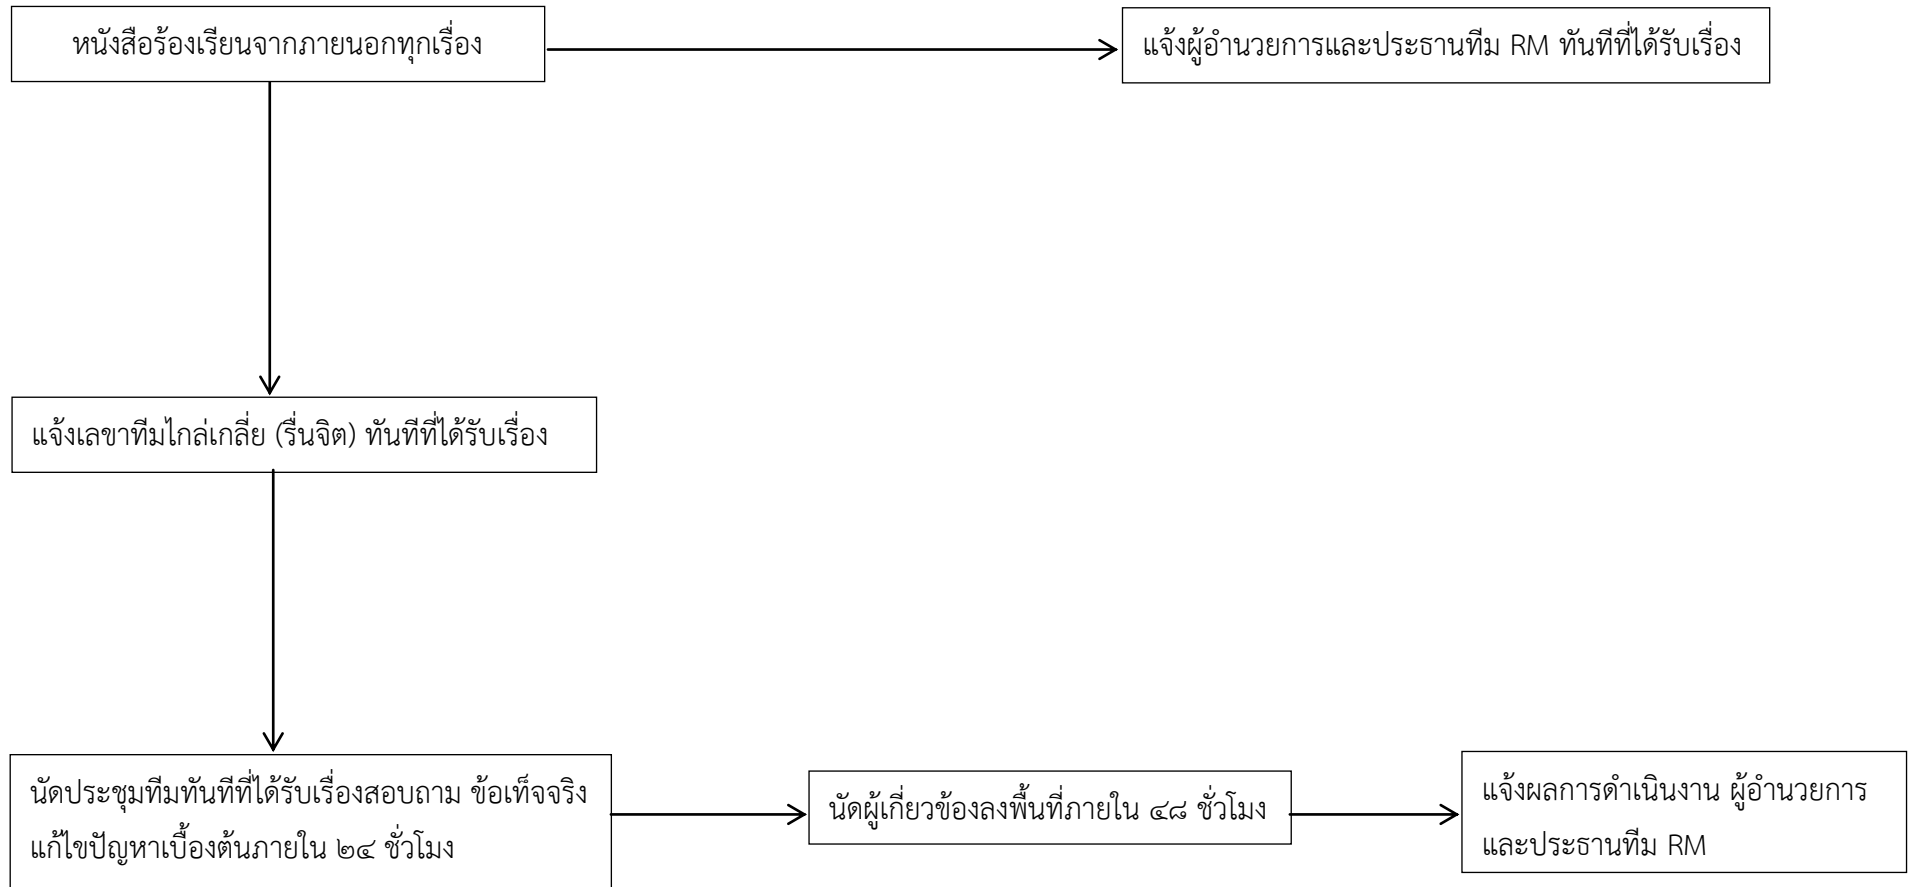 หนังสือร้องเรียนจากภายนอกทุกเรื่อง
แจ้งผู้อำนวยการและประธานทีม RM ทันทีที่ได้รับเรื่อง
แจ้งเลขาทีมไกล่เกลี่ย (รื่นจิต) ทันทีที่ได้รับเรื่อง
นัดประชุมทีมทันทีที่ได้รับเรื่องสอบถาม ข้อเท็จจริง
แก้ไขปัญหาเบื้องต้นภายใน ๒๔ ชั่วโมง
นัดผู้เกี่ยวข้องลงพื้นที่ภายใน ๔๘ ชั่วโมง
แจ้งผลการดำเนินงาน ผู้อำนวยการ
และประธานทีม RM